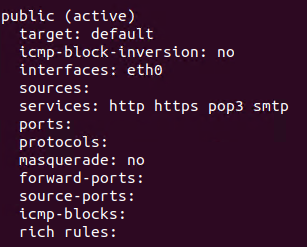 public (active)
target: default
icmp-block-inversion: no
interfaces: eth0
sources:
services: http https pop3 smtp
ports:
protocols:
masquerade: no
forward-ports:
source-ports:
icmp-blocks:
rich rules: